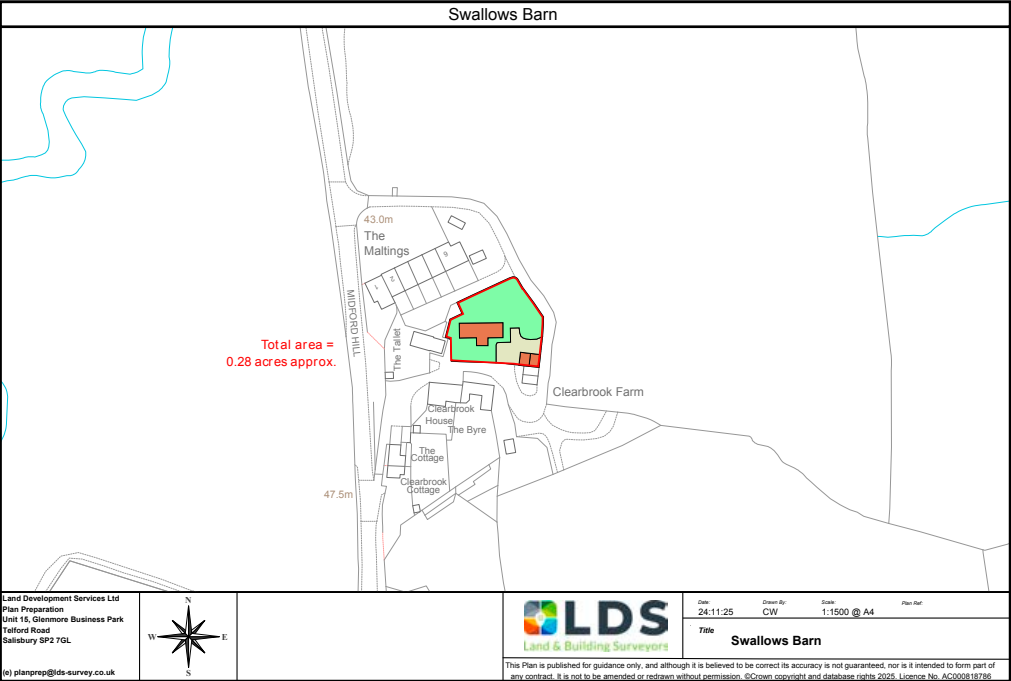 Swallows Barn
43.0m
The
Maltings
1
2
9
MIDFORD HILL
The Tallet
Total area =
0.28 acres approx.
Clearbrook Farm
Clearbrook
House
The Byre
The
Cottage
Clearbrook
Cottage
47.5m
Land Development Services Ltd
Plan Preparation
Unit 15, Glenmore Business Park
Telford Road
Salisbury SP2 7GL
(e) planprep@lds-survey.co.uk
N
W E
S
LDS
Land & Building Surveyors
Date: Drawn By: Scale: Plan Ref:
24:11:25 CW 1:1500 @ A4
Title
Swallows Barn
This Plan is published for guidance only, and although it is believed to be correct its accuracy is not guaranteed, nor is it intended to form part of
any contract. It is not to be amended or redrawn without permission. ©Crown copyright and database rights 2025. Licence No. AC000818786